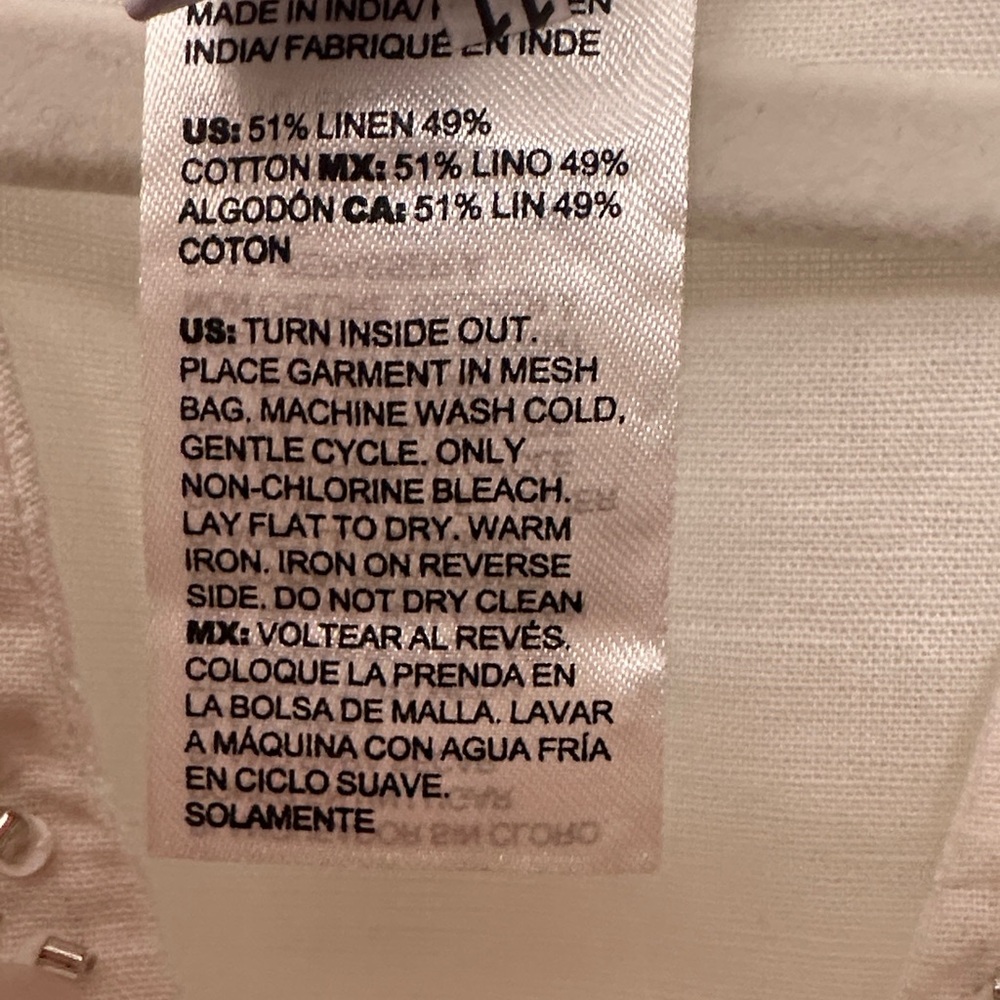 MADE IN INDIA/
INDIA/ FABRIQUÉ EN INDE
US: 51% LINEN 49%
COTTON MX: 51% LINO 49%
ALGODÓN CA: 51% LIN 49%
COTON
US: TURN INSIDE OUT.
PLACE GARMENT IN MESH
BAG. MACHINE WASH COLD,
GENTLE CYCLE. ONLY
NON-CHLORINE BLEACH.
LAY FLAT TO DRY. WARM
IRON. IRON ON REVERSE
SIDE. DO NOT DRY CLEAN
MX: VOLTEAR AL REVÉS.
COLOQUE LA PRENDA EN
LA BOLSA DE MALLA. LAVAR
A MÁQUINA CON AGUA FRÍA
EN CICLO SUAVE.
SOLAMENTE